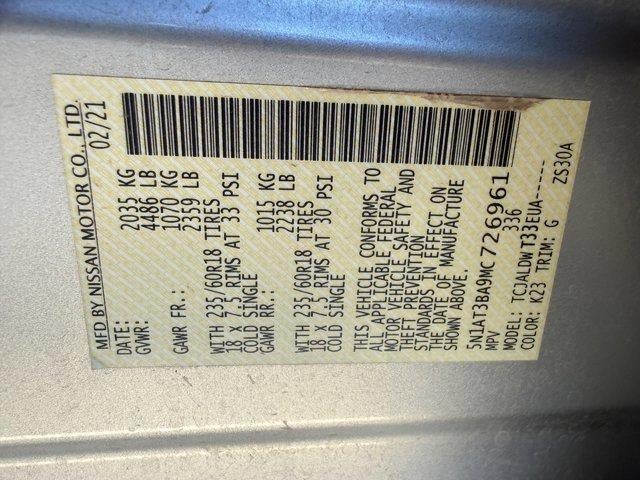 MFD BY NISSAN MOTOR CO., LTD.
DATE: 02/21
GVWR: 2035 KG
4486 LB
GAWR FR.: 1070 KG
2359 LB
WITH 235/60R18 TIRES
18 X 7.5 RIMS AT 33 PSI
COLD SINGLE
GAWR RR.: 1015 KG
2238 LB
WITH 235/60R18 TIRES
18 X 7.5 RIMS AT 30 PSI
COLD SINGLE
THIS VEHICLE CONFORMS TO
ALL APPLICABLE FEDERAL
MOTOR VEHICLE SAFETY AND
THEFT PREVENTION
STANDARDS IN EFFECT ON
THE DATE OF MANUFACTURE
SHOWN ABOVE.
5N1AT3BA9MC726961
MPV 336
MODEL: TCJALDWT33EUA-----
COLOR: K23 TRIM: G ZS30A